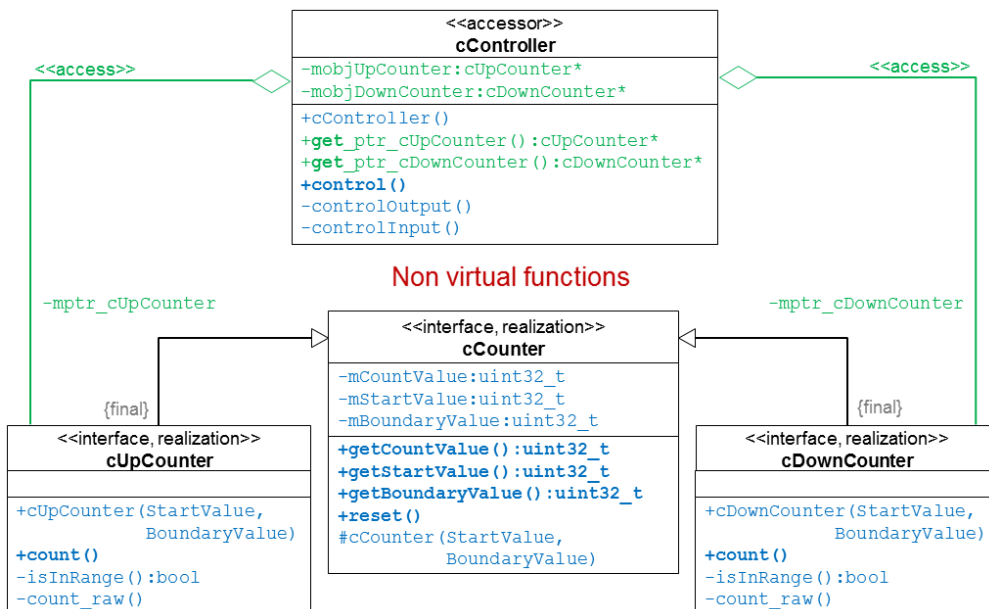 <<accessor>>
cController
<<access>>
<<access>>
-mobjUpCounter:cUpCounter*
-mobjDownCounter:cDownCounter*
+cController()
+get_ptr_cUpCounter():cUpCounter*
+get_ptr_cDownCounter():cDownCounter*
+control()
-controlOutput()
-controlInput()
Non virtual functions
-mptr_cUpCounter
-mptr_cDownCounter
<<interface, realization>>
cCounter
-mCountValue:uint32_t
-mStartValue:uint32_t
-mBoundaryValue:uint32_t
+getCountValue():uint32_t
+getStartValue():uint32_t
+getBoundaryValue():uint32_t
+reset()
#cCounter(StartValue,
BoundaryValue)
{final}
{final}
<<interface, realization>>
cUpCounter
+cUpCounter(StartValue,
BoundaryValue)
+count()
-isInRange():bool
-count_raw()
<<interface, realization>>
cDownCounter
+cDownCounter(StartValue,
BoundaryValue)
+count()
-isInRange():bool
-count_raw()